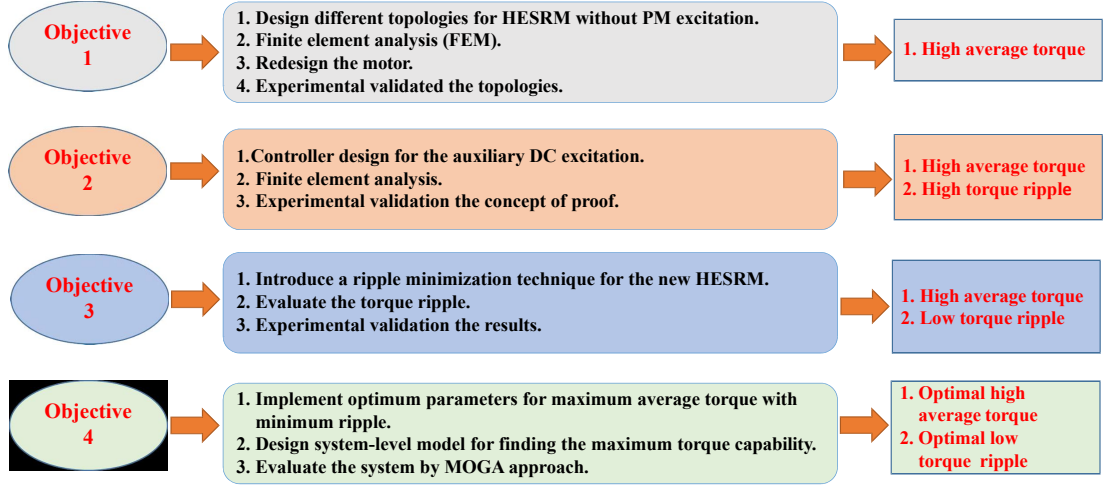 Objective
1
1. Design different topologies for HESRM without PM excitation.
2. Finite element analysis (FEM).
3. Redesign the motor.
4. Experimental validated the topologies.
1. High average torque
Objective
2
1.Controller design for the auxiliary DC excitation.
2. Finite element analysis.
3. Experimental validation the concept of proof.
1. High average torque
2. High torque ripple
Objective
3
1. Introduce a ripple minimization technique for the new HESRM.
2. Evaluate the torque ripple.
3. Experimental validation the results.
1. High average torque
2. Low torque ripple
Objective
4
1. Implement optimum parameters for maximum average torque with
minimum ripple.
2. Design system-level model for finding the maximum torque capability.
3. Evaluate the system by MOGA approach.
1. Optimal high
average torque
2. Optimal low
torque ripple